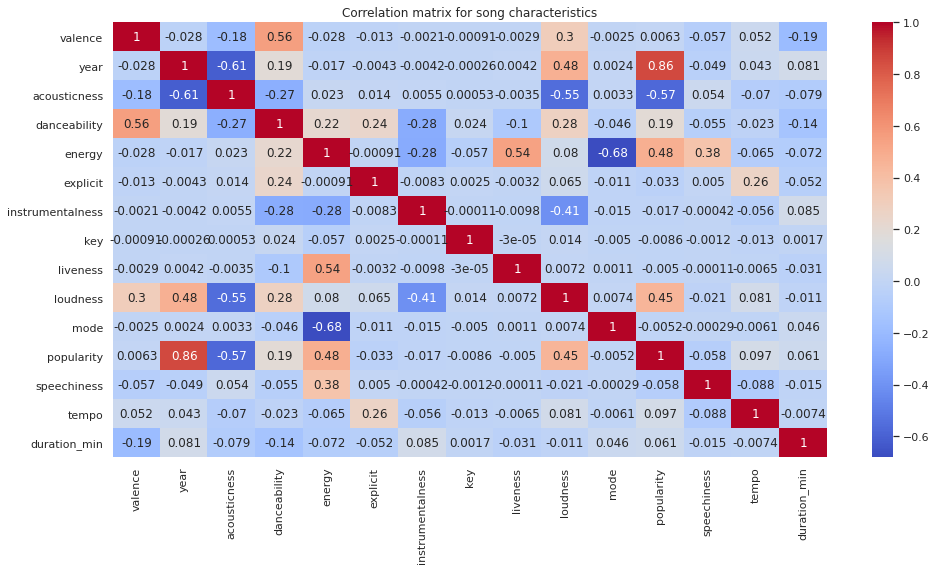 Correlation matrix for song characteristics
valence 1 -0.028 -0.18 0.56 -0.028 -0.013 -0.0021 -0.00091 -0.0029 0.3 -0.0025 0.0063 -0.057 0.052 -0.19
year -0.028 1 -0.61 0.19 -0.017 -0.0043 -0.0042 -0.00026 0.0042 0.48 0.0024 0.86 -0.049 0.043 0.081
acousticness -0.18 -0.61 1 -0.27 0.023 0.014 0.0055 0.00053 -0.0035 -0.55 0.0033 -0.57 0.054 -0.07 -0.079
danceability 0.56 0.19 -0.27 1 0.22 0.24 -0.28 0.024 -0.1 0.28 -0.046 0.19 -0.055 -0.023 -0.14
energy -0.028 -0.017 0.023 0.22 1 -0.00091 -0.28 -0.057 0.54 0.08 -0.68 0.48 0.38 -0.065 -0.072
explicit -0.013 -0.0043 0.014 0.24 -0.00091 1 -0.0083 0.0025 -0.0032 0.065 -0.011 -0.033 0.005 0.26 -0.052
instrumentalness -0.0021 -0.0042 0.0055 -0.28 -0.28 -0.0083 1 -0.00011 -0.0098 -0.41 -0.015 -0.017 -0.00042 -0.056 0.085
key -0.00091 -0.00026 0.00053 0.024 -0.057 0.0025 -0.00011 1 -3e-05 0.014 -0.005 -0.0086 -0.0012 -0.013 0.0017
liveness -0.0029 0.0042 -0.0035 -0.1 0.54 -0.0032 -0.0098 -3e-05 1 0.0072 0.0011 -0.005 -0.00011 -0.0065 -0.031
loudness 0.3 0.48 -0.55 0.28 0.08 0.065 -0.41 0.014 0.0072 1 0.0074 0.45 -0.021 0.081 -0.011
mode -0.0025 0.0024 0.0033 -0.046 -0.68 -0.011 -0.015 -0.005 0.0011 0.0074 1 -0.0052 -0.00029 -0.0061 0.046
popularity 0.0063 0.86 -0.57 0.19 0.48 -0.033 -0.017 -0.0086 -0.005 0.45 -0.0052 1 -0.058 0.097 0.061
speechiness -0.057 -0.049 0.054 -0.055 0.38 0.005 -0.00042 -0.0012 -0.00011 -0.021 -0.00029 -0.058 1 -0.088 -0.015
tempo 0.052 0.043 -0.07 -0.023 -0.065 0.26 -0.056 -0.013 -0.0065 0.081 -0.0061 0.097 -0.088 1 -0.0074
duration_min -0.19 0.081 -0.079 -0.14 -0.072 -0.052 0.085 0.0017 -0.031 -0.011 0.046 0.061 -0.015 -0.0074 1
valence
year
acousticness
danceability
energy
explicit
instrumentalness
key
liveness
loudness
mode
popularity
speechiness
tempo
duration_min
1.0
0.8
0.6
0.4
0.2
0.0
−0.2
−0.4
−0.6